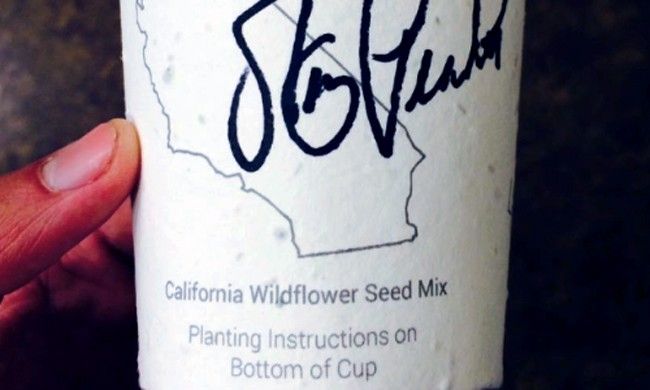 California Wildflower Seed Mix
Planting Instructions on
Bottom of Cup